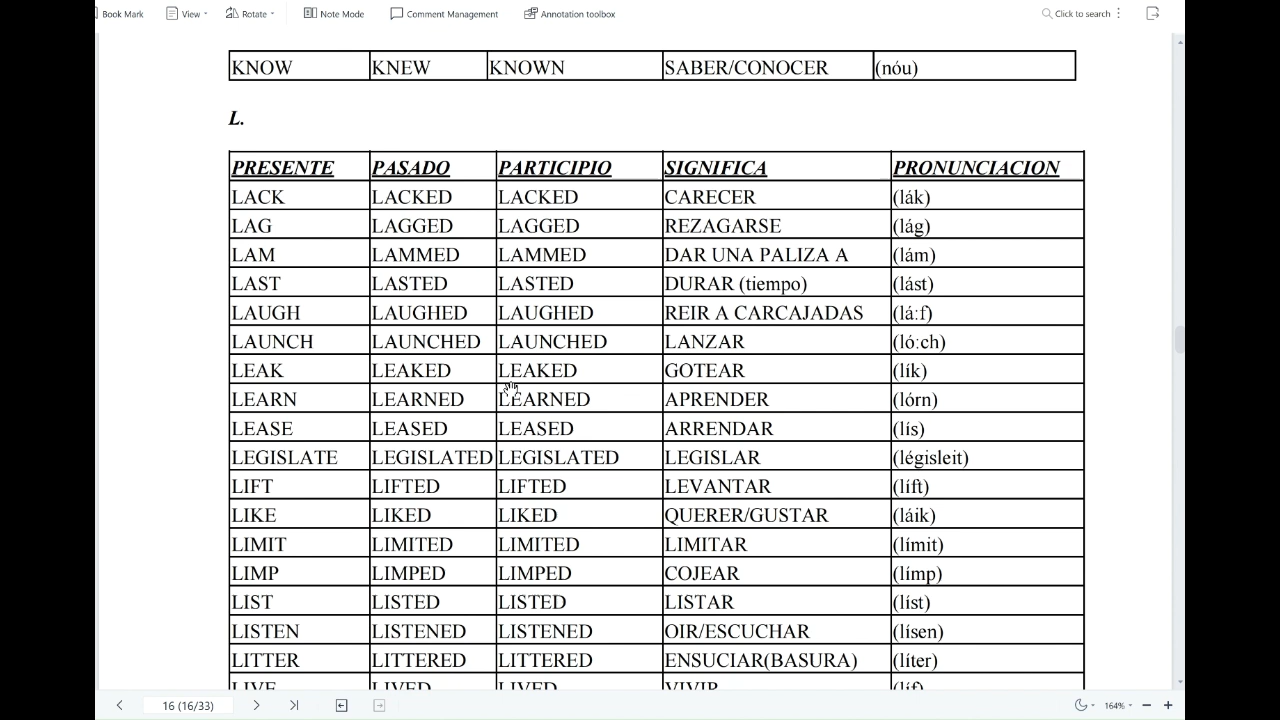 Book Mark View Rotate Note Mode Comment Management Annotation toolbox Click to search
KNOW KNEW KNOWN SABER/CONOCER (nóu)
L.
PRESENTE PASADO PARTICIPIO SIGNIFICA PRONUNCIACION
LACK LACKED LACKED CARECER (lák)
LAG LAGGED LAGGED REZAGARSE (lág)
LAM LAMMED LAMMED DAR UNA PALIZA A (lám)
LAST LASTED LASTED DURAR (tiempo) (lást)
LAUGH LAUGHED LAUGHED REIR A CARCAJADAS (lá:f)
LAUNCH LAUNCHED LAUNCHED LANZAR (ló:ch)
LEAK LEAKED LEAKED GOTEAR (lík)
LEARN LEARNED LEARNED APRENDER (lórn)
LEASE LEASED LEASED ARRENDAR (lís)
LEGISLATE LEGISLATED LEGISLATED LEGISLAR (législeit)
LIFT LIFTED LIFTED LEVANTAR (líft)
LIKE LIKED LIKED QUERER/GUSTAR (láik)
LIMIT LIMITED LIMITED LIMITAR (límit)
LIMP LIMPED LIMPED COJEAR (límp)
LIST LISTED LISTED LISTAR (líst)
LISTEN LISTENED LISTENED OIR/ESCUCHAR (lísen)
LITTER LITTERED LITTERED ENSUCIAR(BASURA) (líter)
LIVE LIVED LIVED VIVIR (líf)
16 (16/33) 164%